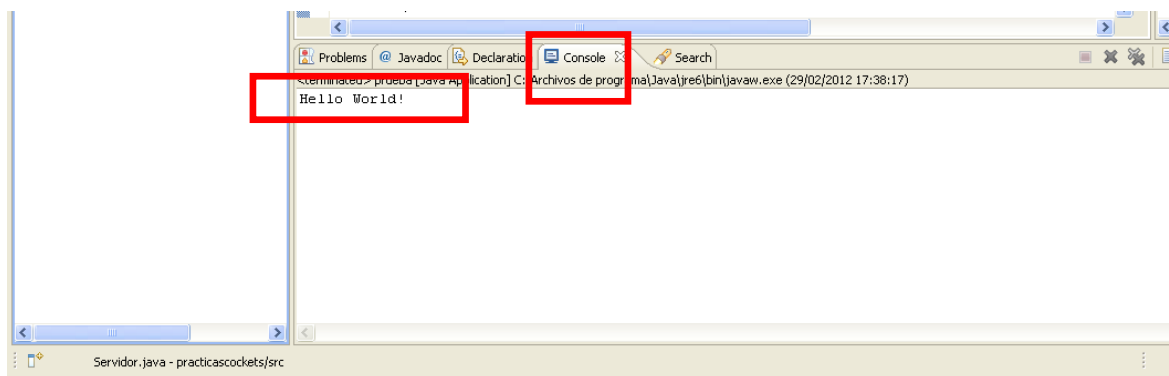 Problems @ Javadoc Declaratio Console Search
<terminated> prueba [Java Application] C:\Archivos de programa\Java\jre6\bin\javaw.exe (29/02/2012 17:38:17)
Hello World!
Servidor.java - practicascockets/src